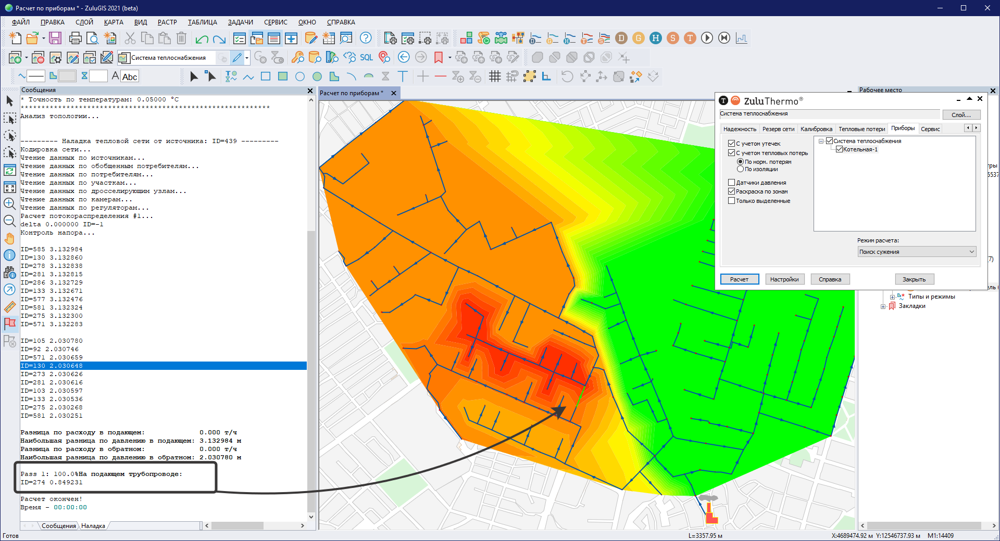 Расчет по приборам * - ZuluGIS 2021 (beta)
ФАЙЛ ПРАВКА СЛОЙ КАРТА ВИД РАСТР ТАБЛИЦА ЗАДАЧИ СЕРВИС ОКНО СПРАВКА
D G H T S D G H S T
Система теплоснабжения SQL
A Abc
Сообщения
* Точность по температурам: 0.05000 °C
************************************************************
Анализ топологии...
--------- Наладка тепловой сети от источника: ID=439 ---------
Кодировка сети...
Чтение данных по источникам...
Чтение данных по обобщенным потребителям...
Чтение данных по потребителям...
Чтение данных по участкам...
Чтение данных по дросселирующим узлам...
Чтение данных по камерам...
Чтение данных по регуляторам...
Расчет потокораспределения #1...
delta 0.000000 ID=-1
Контроль напора...
ID=585 3.132984
ID=130 3.132860
ID=278 3.132838
ID=281 3.132815
ID=286 3.132729
ID=133 3.132671
ID=577 3.132476
ID=581 3.132324
ID=275 3.132300
ID=571 3.132283
ID=105 2.030780
ID=92 2.030746
ID=571 2.030659
ID=130 2.030648
ID=273 2.030626
ID=281 2.030616
ID=103 2.030597
ID=133 2.030536
ID=275 2.030268
ID=581 2.030251
Разница по расходу в подающем: 0.000 т/ч
Наибольшая разница по давлению в подающем: 3.132984 м
Разница по расходу в обратном: 0.000 т/ч
Наибольшая разница по давлению в обратном: 2.030780 м
Pass 1: 100.0%На подающем трубопроводе:
ID=274 0.849231
Расчет окончен!
Время - 00:00:00
Сообщения Наладка
Расчет по приборам *
Рабочее место
T ZuluThermo®
Система теплоснабжения
Слой...
Надежность Резерв сети Калибровка Тепловые потери Приборы Сервис
С учетом утечек
С учетом тепловых потерь
По норм. потерям
По изоляции
Датчики давления
Раскраска по зонам
Только выделенные
Система теплоснабжения
Котельная-1
Режим расчета:
Поиск сужения
Расчет Настройки Справка Закрыть
тры
5537
7)
ель (
Типы и режимы
Закладки
Готов L=3357.95 м X:4689474.92 м Y:12546737.93 м М1:14409